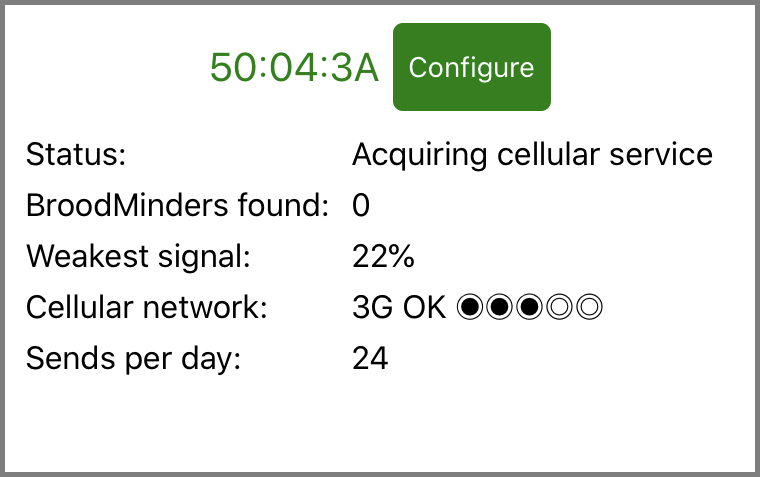 50:04:3A Configure
Status: Acquiring cellular service
BroodMinders found: 0
Weakest signal: 22%
Cellular network: 3G OK ◉◉◉◎◎
Sends per day: 24